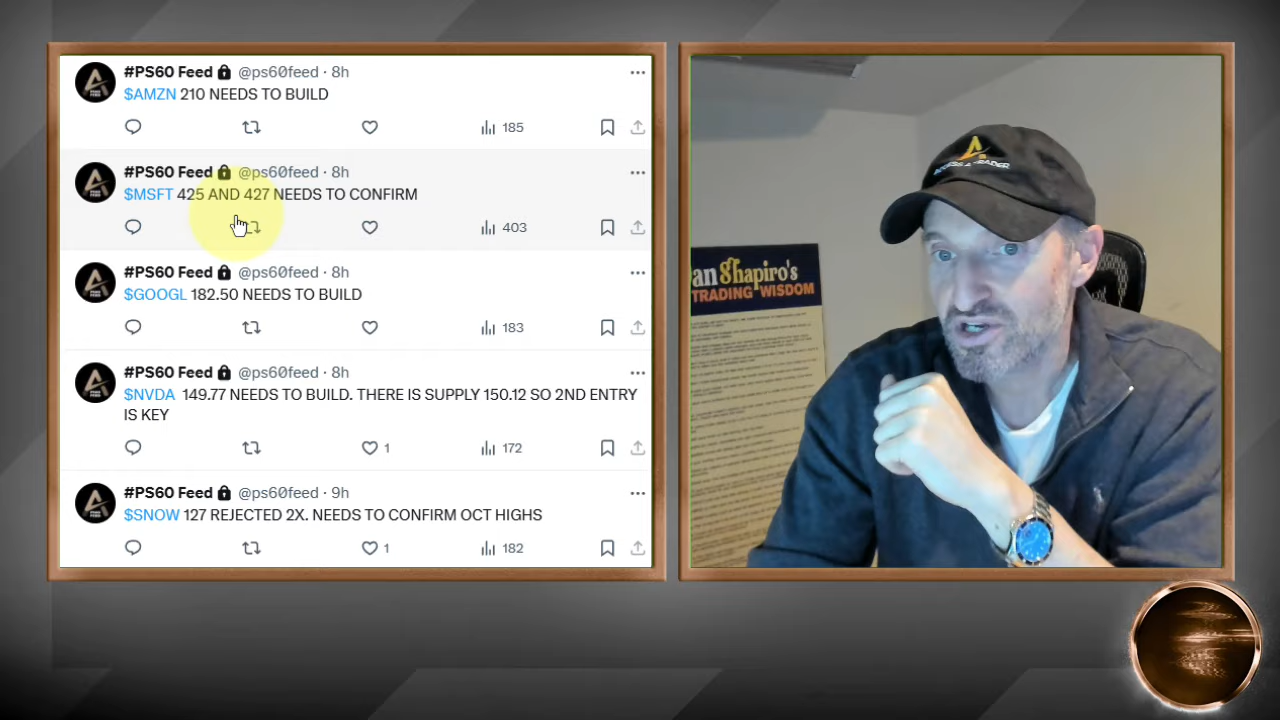 #PS60 Feed @ps60feed · 8h
$AMZN 210 NEEDS TO BUILD
185
#PS60 Feed @ps60feed · 8h
$MSFT 425 AND 427 NEEDS TO CONFIRM
403
#PS60 Feed @ps60feed · 8h
$GOOGL 182.50 NEEDS TO BUILD
183
#PS60 Feed @ps60feed · 8h
$NVDA 149.77 NEEDS TO BUILD. THERE IS SUPPLY 150.12 SO 2ND ENTRY
IS KEY
1 172
#PS60 Feed @ps60feed · 9h
$SNOW 127 REJECTED 2X. NEEDS TO CONFIRM OCT HIGHS
1 182
an Shapiro's
TRADING WISDOM